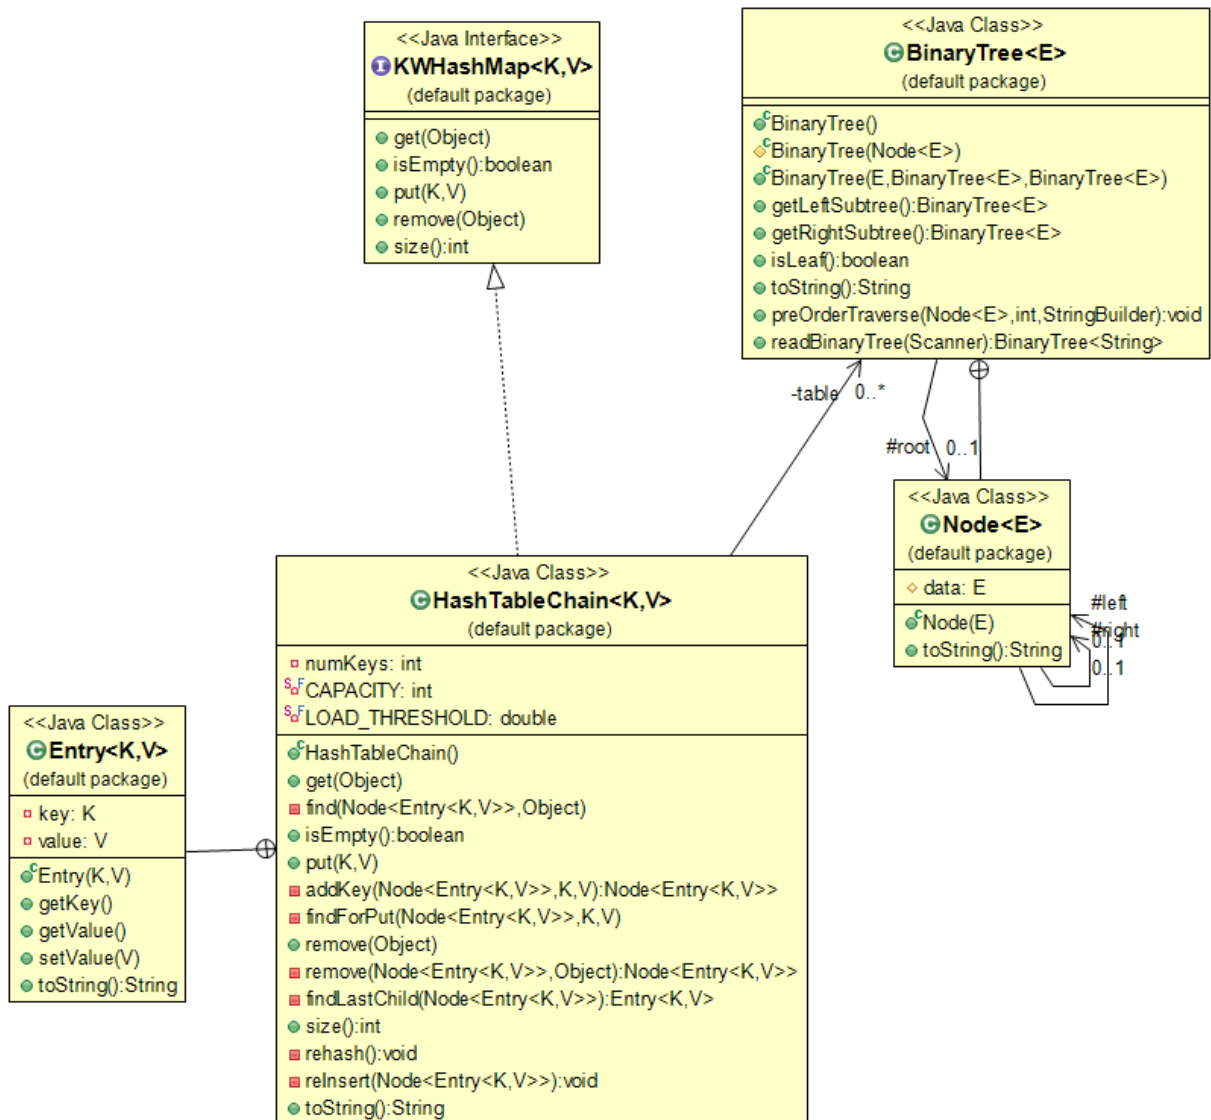 <<Java Interface>>
KWHashMap<K,V>
(default package)
get(Object)
isEmpty():boolean
put(K,V)
remove(Object)
size():int
<<Java Class>>
BinaryTree<E>
(default package)
BinaryTree()
BinaryTree(Node<E>)
BinaryTree(E,BinaryTree<E>,BinaryTree<E>)
getLeftSubtree():BinaryTree<E>
getRightSubtree():BinaryTree<E>
isLeaf():boolean
toString():String
preOrderTraverse(Node<E>,int,StringBuilder):void
readBinaryTree(Scanner):BinaryTree<String>
-table 0..*
#root 0..1
<<Java Class>>
Node<E>
(default package)
data: E
Node(E)
toString():String
#left
#right
0..1
0..1
<<Java Class>>
HashTableChain<K,V>
(default package)
numKeys: int
CAPACITY: int
LOAD_THRESHOLD: double
HashTableChain()
get(Object)
find(Node<Entry<K,V>>,Object)
isEmpty():boolean
put(K,V)
addKey(Node<Entry<K,V>>,K,V):Node<Entry<K,V>>
findForPut(Node<Entry<K,V>>,K,V)
remove(Object)
remove(Node<Entry<K,V>>,Object):Node<Entry<K,V>>
findLastChild(Node<Entry<K,V>>):Entry<K,V>
size():int
rehash():void
reInsert(Node<Entry<K,V>>):void
toString():String
<<Java Class>>
Entry<K,V>
(default package)
key: K
value: V
Entry(K,V)
getKey()
getValue()
setValue(V)
toString():String